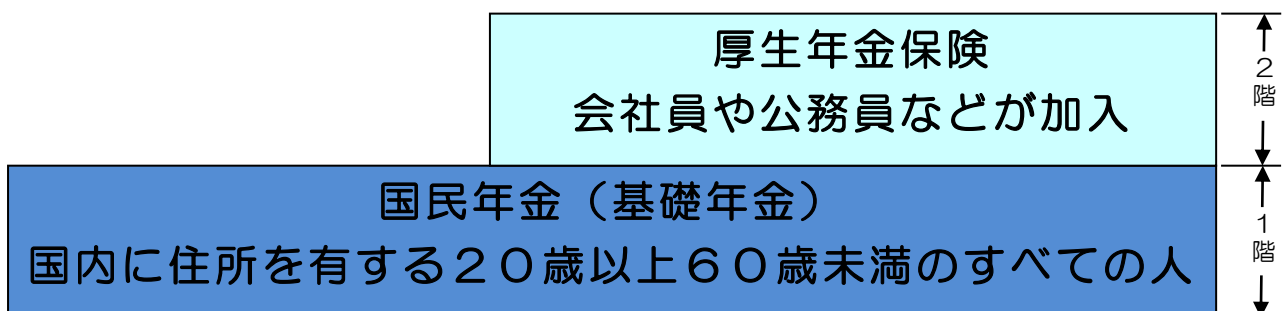 厚生年金保険
会社員や公務員などが加入
２階
国民年金（基礎年金）
国内に住所を有する２０歳以上６０歳未満のすべての人
１階